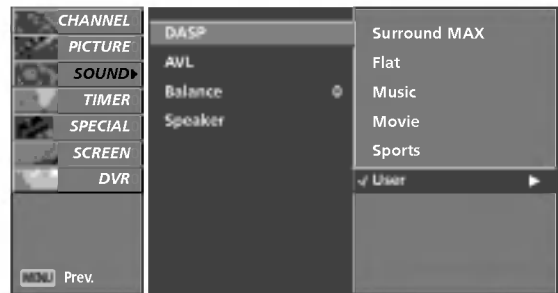 CHANNEL
PICTURE
SOUND
TIMER
SPECIAL
SCREEN
DVR
MENU Prev.
DASP
AVL
Balance 0
Speaker
Surround MAX
Flat
Music
Movie
Sports
User